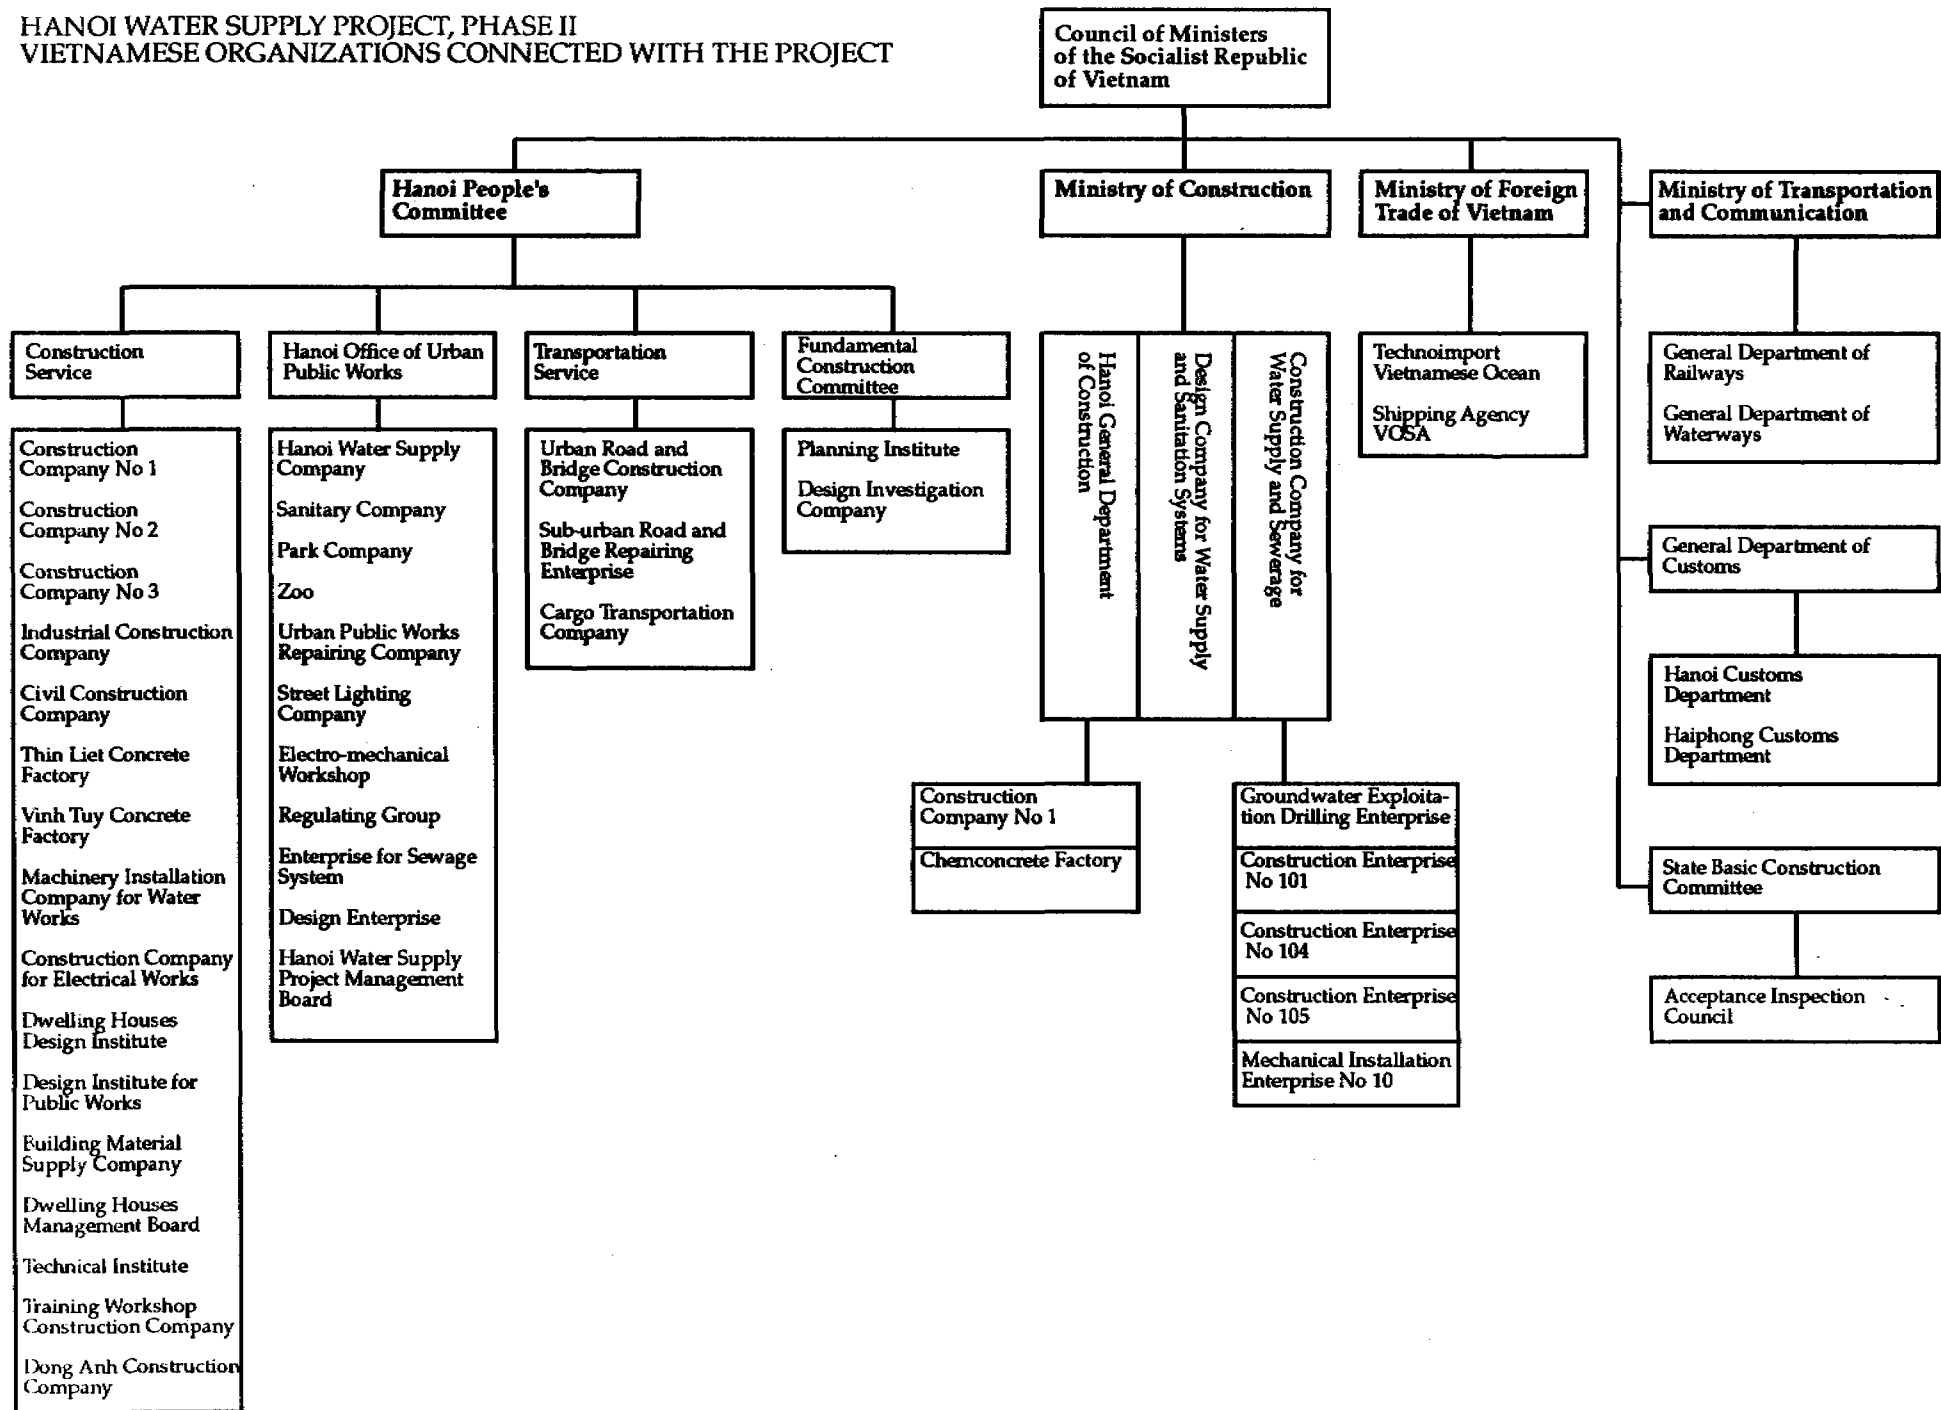 HANOI WATER SUPPLY PROJECT, PHASE II
VIETNAMESE ORGANIZATIONS CONNECTED WITH THE PROJECT
Council of Ministers
of the Socialist Republic
of Vietnam
Hanoi People's
Committee
Ministry of Construction
Ministry of Foreign
Trade of Vietnam
Ministry of Transportation
and Communication
Construction
Service
Hanoi Office of Urban
Public Works
Transportation
Service
Fundamental
Construction
Committee
Construction
Company No 1
Construction
Company No 2
Construction
Company No 3
Industrial Construction
Company
Civil Construction
Company
Thin Liet Concrete
Factory
Vinh Tuy Concrete
Factory
Machinery Installation
Company for Water
Works
Construction Company
for Electrical Works
Dwelling Houses
Design Institute
Design Institute for
Public Works
Building Material
Supply Company
Dwelling Houses
Management Board
Technical Institute
Training Workshop
Construction Company
Dong Anh Construction
Company
Hanoi Water Supply
Company
Sanitary Company
Park Company
Zoo
Urban Public Works
Repairing Company
Street Lighting
Company
Electro-mechanical
Workshop
Regulating Group
Enterprise for Sewage
System
Design Enterprise
Hanoi Water Supply
Project Management
Board
Urban Road and
Bridge Construction
Company
Sub-urban Road and
Bridge Repairing
Enterprise
Cargo Transportation
Company
Planning Institute
Design Investigation
Company
Hanoi General Department
of Construction
Design Company for Water Supply
and Sanitation Systems
Construction Company for
Water Supply and Sewerage
Construction
Company No 1
Chemconcrete Factory
Groundwater Exploita-
tion Drilling Enterprise
Construction Enterprise
No 101
Construction Enterprise
No 104
Construction Enterprise
No 105
Mechanical Installation
Enterprise No 10
Technoimport
Vietnamese Ocean
Shipping Agency
VOSA
General Department of
Railways
General Department of
Waterways
General Department of
Customs
Hanoi Customs
Department
Haiphong Customs
Department
State Basic Construction
Committee
Acceptance Inspection
Council